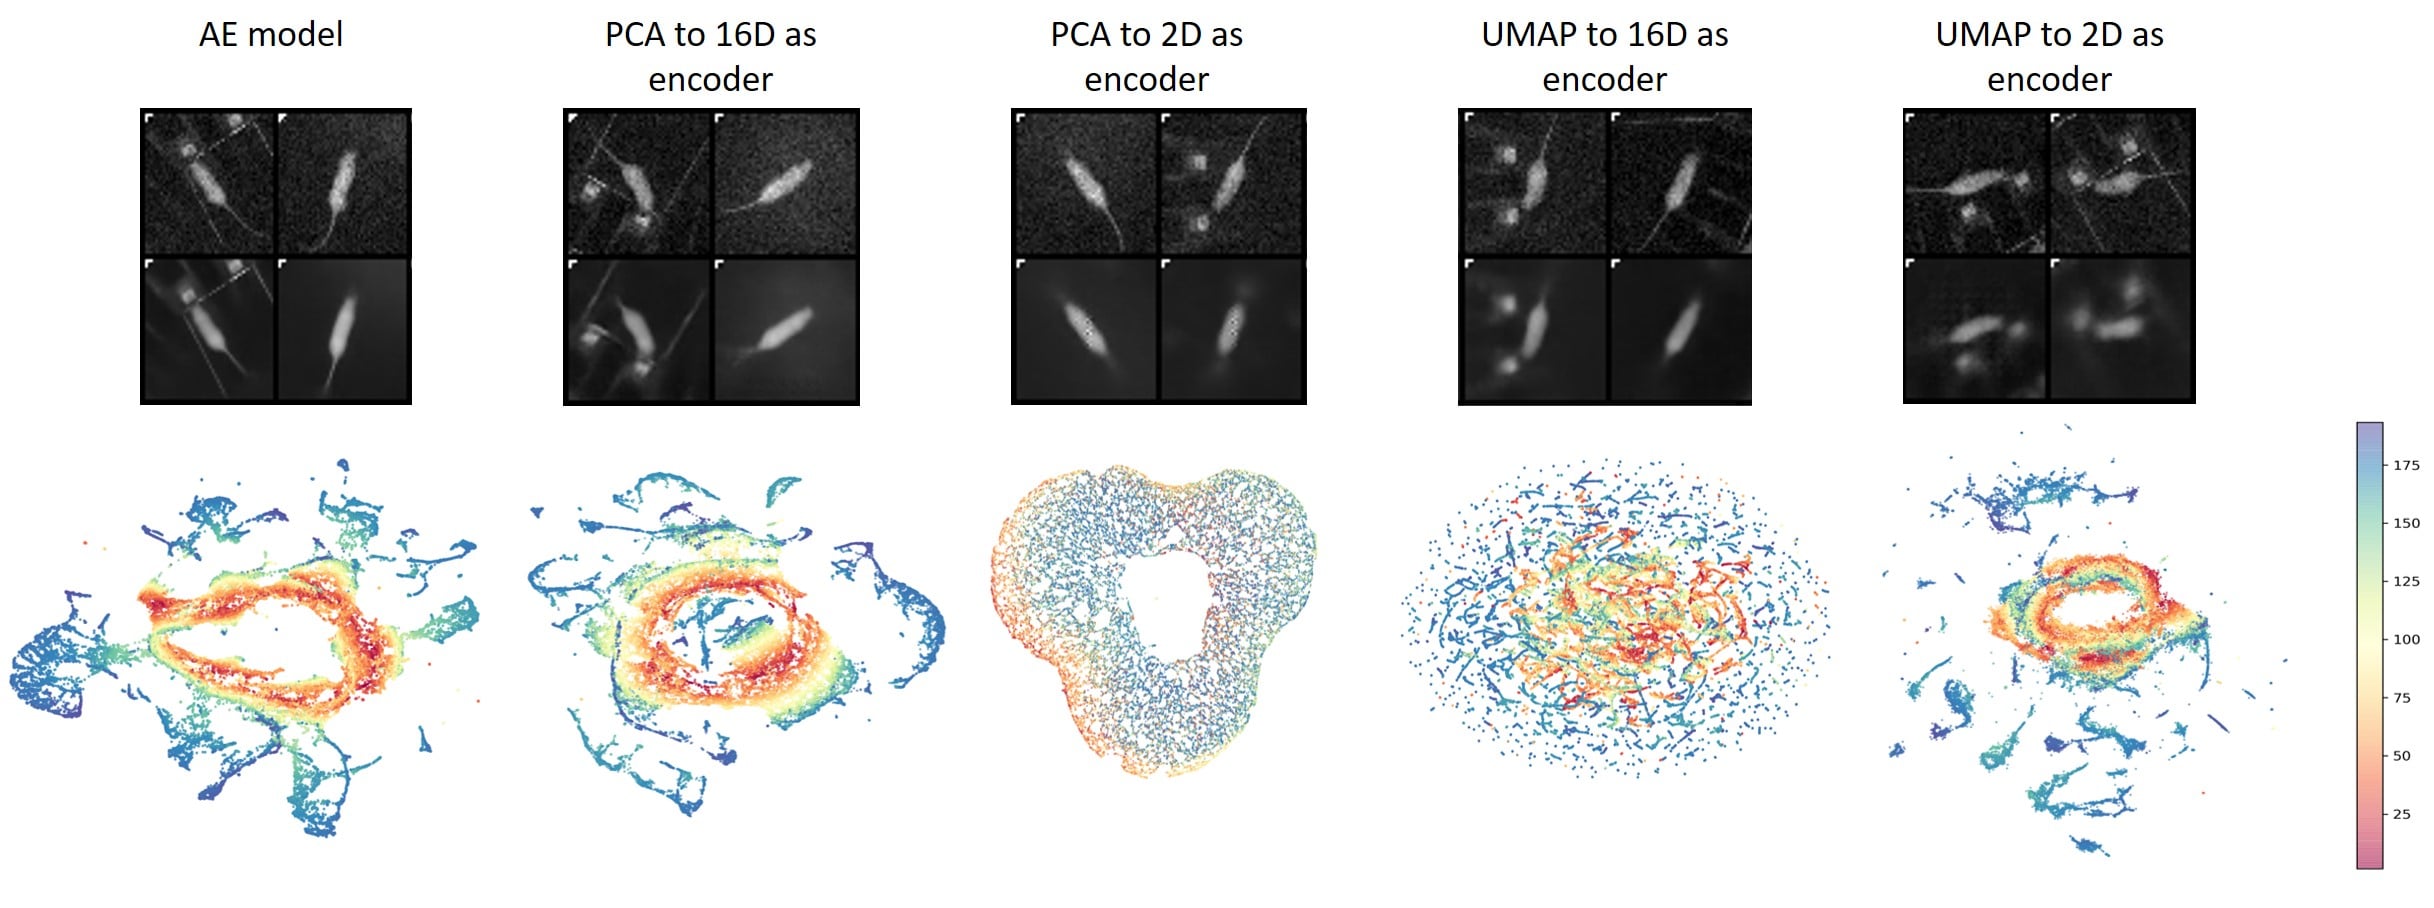 AE model
PCA to 16D as
encoder
PCA to 2D as
encoder
UMAP to 16D as
encoder
UMAP to 2D as
encoder
175
150
125
100
75
50
25